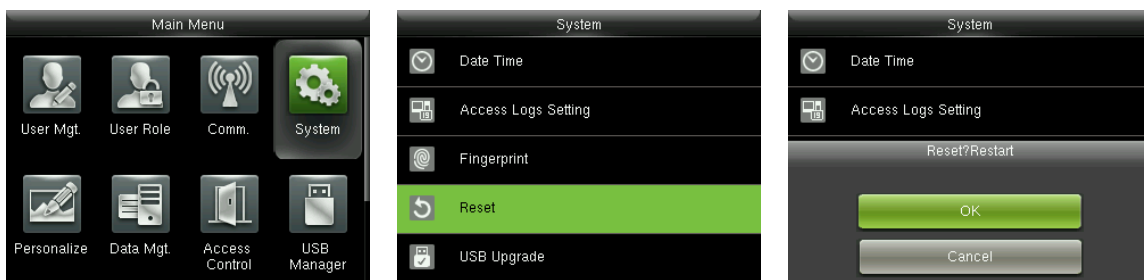 Main Menu
User Mgt.
User Role
Comm.
System
Personalize
Data Mgt.
Access
Control
USB
Manager
System
Date Time
Access Logs Setting
Fingerprint
Reset
USB Upgrade
System
Date Time
Access Logs Setting
Reset?Restart
OK
Cancel